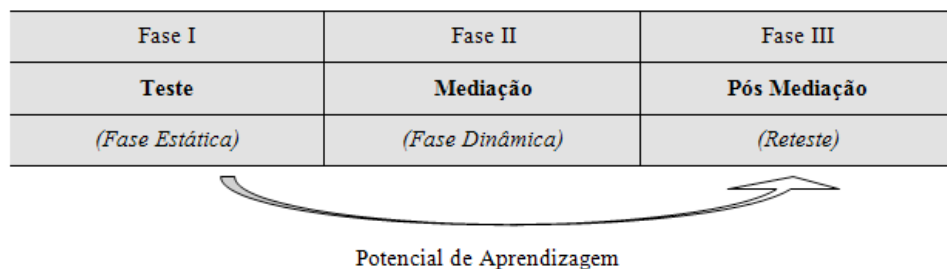 Fase I Fase II Fase III
Teste Mediação Pós Mediação
(Fase Estática) (Fase Dinâmica) (Reteste)
Potencial de Aprendizagem